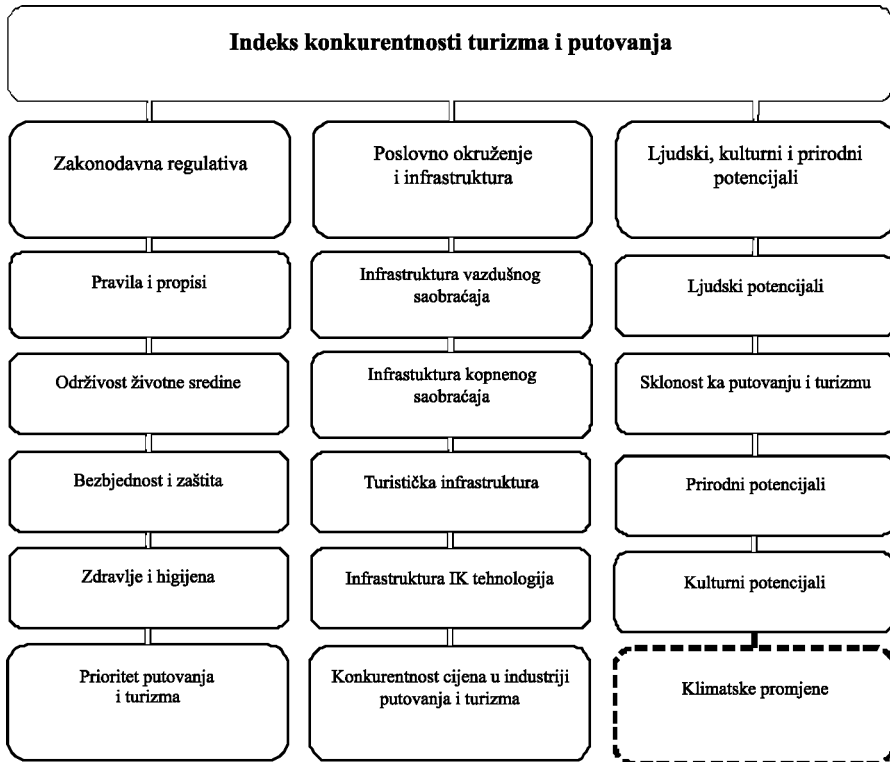 Indeks konkurentnosti turizma i putovanja
Zakonodavna regulativa
Poslovno okruženje
i infrastruktura
Ljudski, kulturni i prirodni
potencijali
Pravila i propisi
Infrastruktura vazdušnog
saobraćaja
Ljudski potencijali
Održivost životne sredine
Infrastuktura kopnenog
saobraćaja
Sklonost ka putovanju i turizmu
Bezbjednost i zaštita
Turistička infrastruktura
Prirodni potencijali
Zdravlje i higijena
Infrastruktura IK tehnologija
Kulturni potencijali
Prioritet putovanja
i turizma
Konkurentnost cijena u industriji
putovanja i turizma
Klimatske promjene